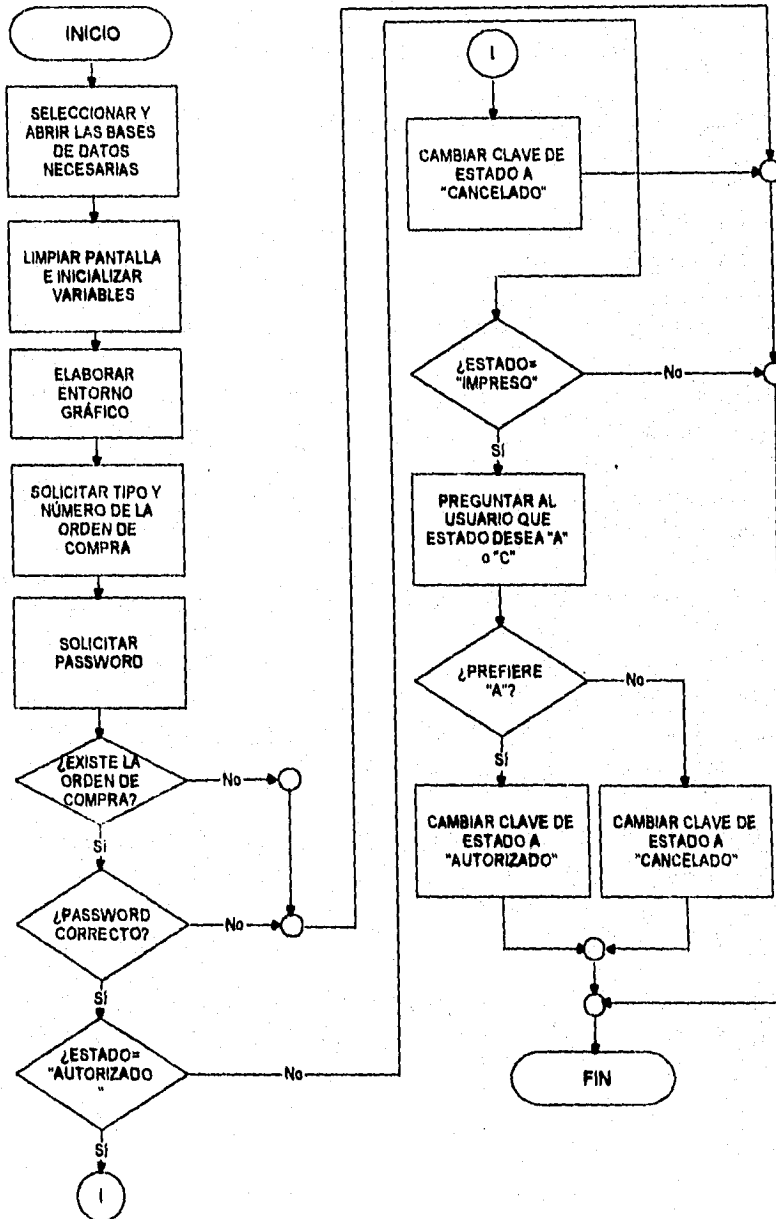 INICIO
SELECCIONAR Y
ABRIR LAS BASES
DE DATOS
NECESARIAS
LIMPIAR PANTALLA
E INICIALIZAR
VARIABLES
ELABORAR
ENTORNO
GRÁFICO
SOLICITAR TIPO Y
NÚMERO DE LA
ORDEN DE
COMPRA
SOLICITAR
PASSWORD
¿EXISTE LA
ORDEN DE
COMPRA?
No
Sí
¿PASSWORD
CORRECTO?
No
Sí
¿ESTADO=
"AUTORIZADO
"
No
Sí
I
I
CAMBIAR CLAVE DE
ESTADO A
"CANCELADO"
¿ESTADO=
"IMPRESO"
No
Sí
PREGUNTAR AL
USUARIO QUE
ESTADO DESEA "A"
o "C"
¿PREFIERE
"A"?
No
Sí
CAMBIAR CLAVE DE
ESTADO A
"AUTORIZADO"
CAMBIAR CLAVE DE
ESTADO A
"CANCELADO"
FIN